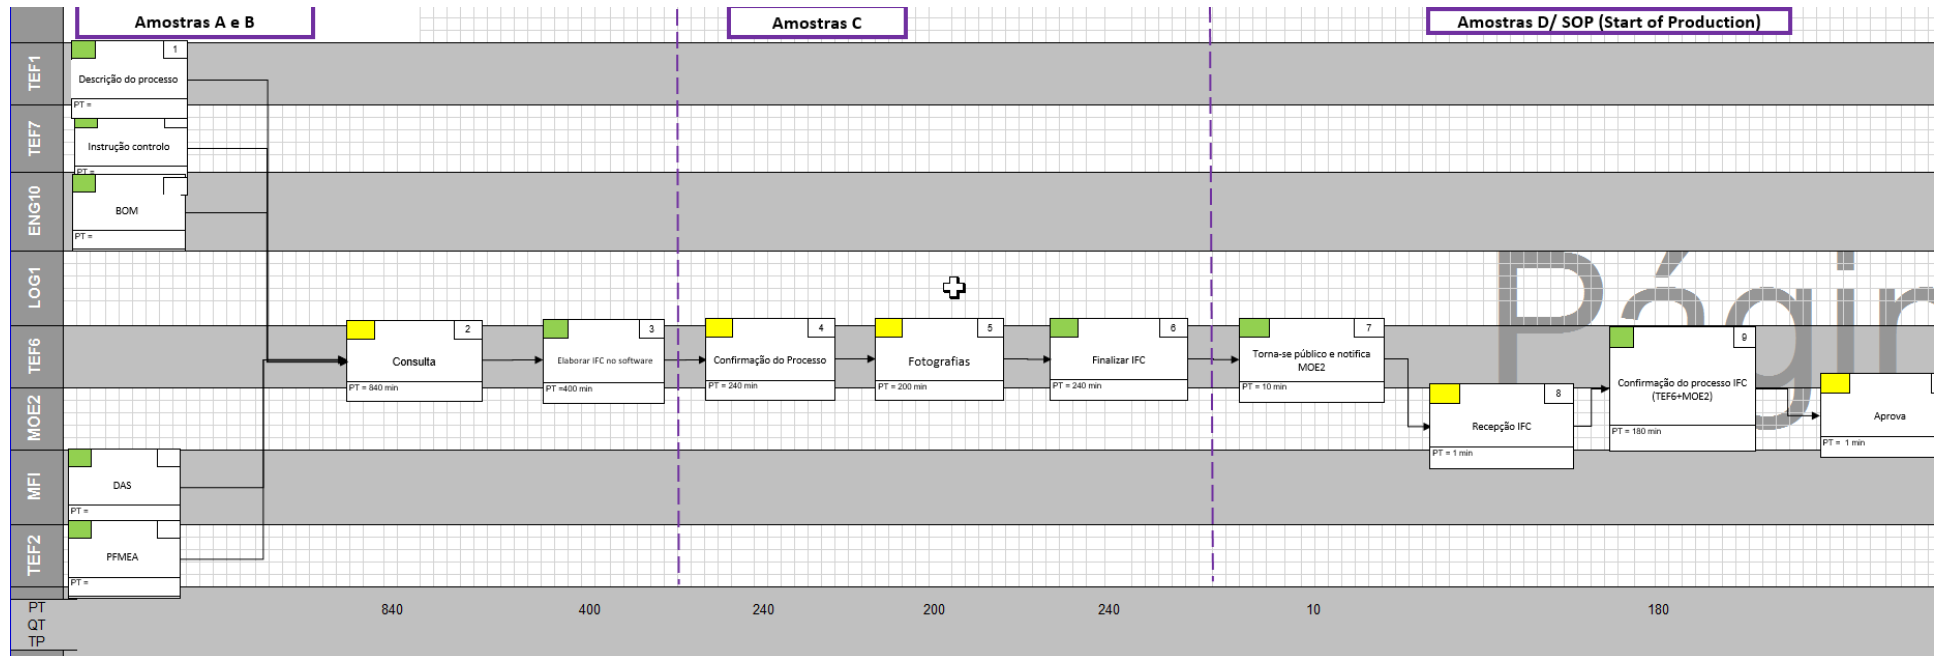 Amostras A e B
Amostras C
Amostras D/ SOP (Start of Production)
TEF1
1
Descrição do processo
PT =
TEF7
Instrução controlo
PT =
ENG10
BOM
PT =
LOG1
TEF6
2
Consulta
PT = 840 min
3
Elaborar IFC no software
PT =400 min
4
Confirmação do Processo
PT = 240 min
5
Fotografias
PT = 200 min
6
Finalizar IFC
PT = 240 min
7
Torna-se público e notifica
MOE2
PT = 10 min
9
Confirmação do processo IFC
(TEF6+MOE2)
PT = 180 min
MOE2
8
Recepção IFC
PT = 1 min
Aprova
PT = 1 min
MFI
DAS
PT =
TEF2
PFMEA
PT =
PT
QT
TP
840
400
240
200
240
10
180